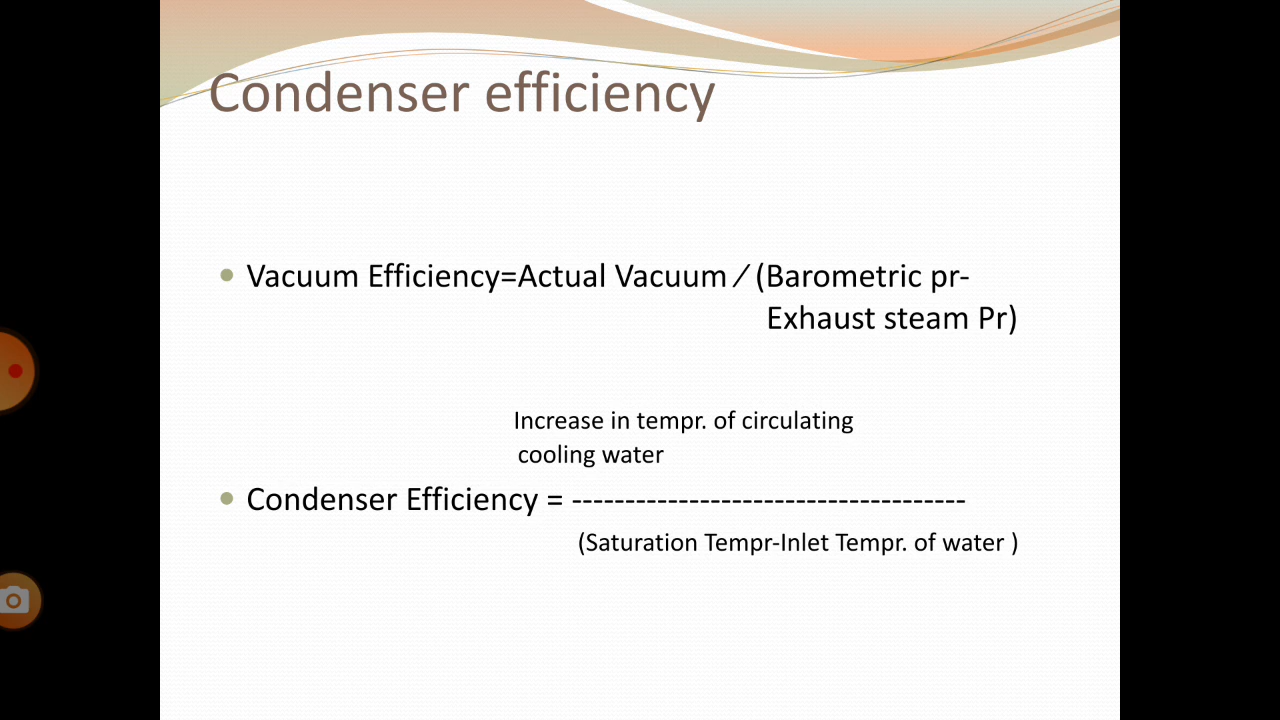 Condenser efficiency
• Vacuum Efficiency=Actual Vacuum ∕ (Barometric pr-
Exhaust steam Pr)
Increase in tempr. of circulating
cooling water
• Condenser Efficiency = -------------------------------------
(Saturation Tempr-Inlet Tempr. of water )